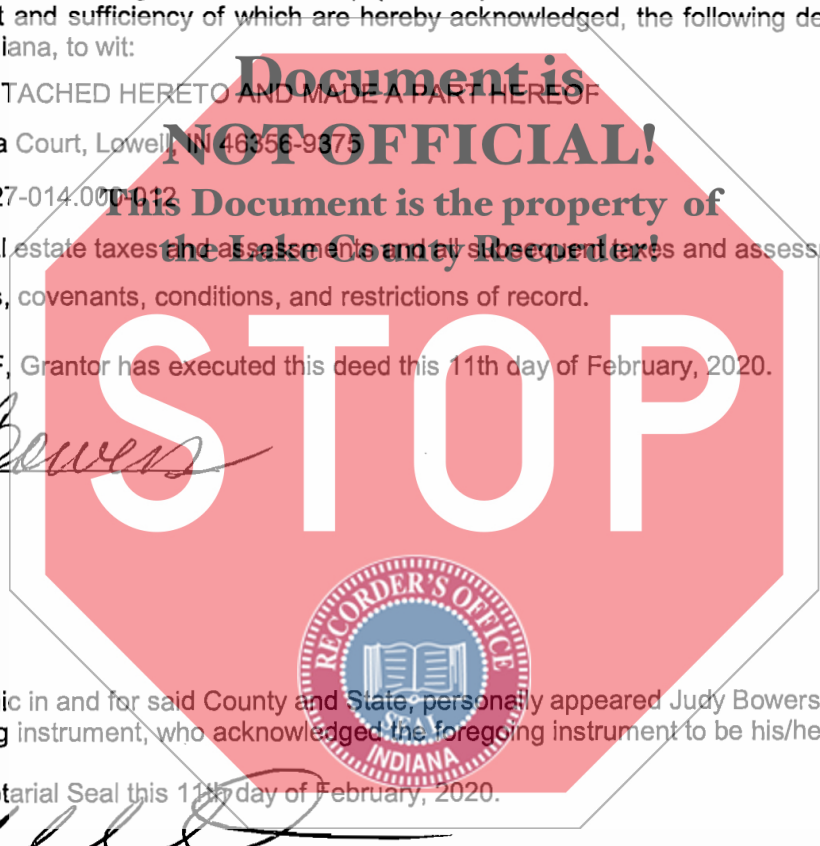 t and sufficiency of which are hereby acknowledged, the following de
iana, to wit:
Document is
TACHED HERETO AND MADE A PART HEREOF
a Court, Lowell, IN 46356-9375
NOT OFFICIAL!
27-014.000-012
This Document is the property of
l estate taxes and assessments and all subsequent taxes and assess
the Lake County Recorder!
s, covenants, conditions, and restrictions of record.
F, Grantor has executed this deed this 11th day of February, 2020.
STOP
Bowers
RECORDER'S OFFICE
ic in and for said County and State, personally appeared Judy Bowers
SEAL
g instrument, who acknowledged the foregoing instrument to be his/he
INDIANA
tarial Seal this 11th day of February, 2020.